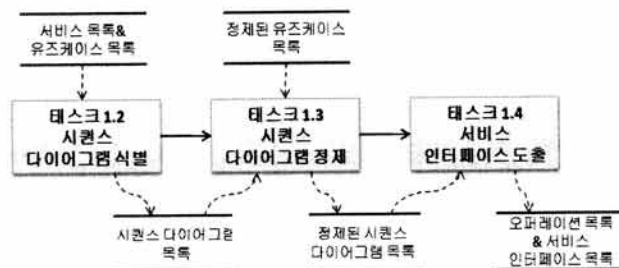 서비스 목록&
유즈케이스 목록
정제된 유즈케이스
목록
태스크 1.2
시퀀스
다이어그램 식별
태스크 1.3
시퀀스
다이어그램 정제
태스크 1.4
서비스
인터페이스 도출
시퀀스 다이어그램
목록
정제된 시퀀스
다이어그램 목록
오퍼레이션 목록
& 서비스
인터페이스 목록